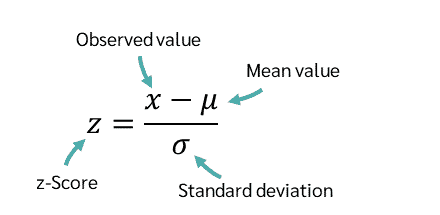 Observed value
Mean value
z = (x − μ) / σ
z-Score
Standard deviation